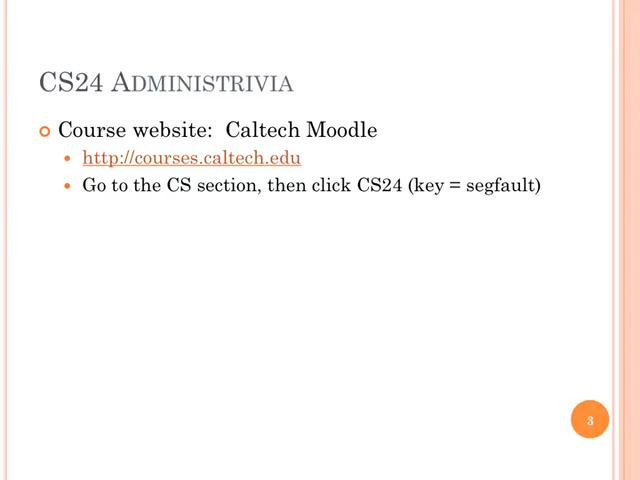 CS24 ADMINISTRIVIA
Course website: Caltech Moodle
http://courses.caltech.edu
Go to the CS section, then click CS24 (key = segfault)
3